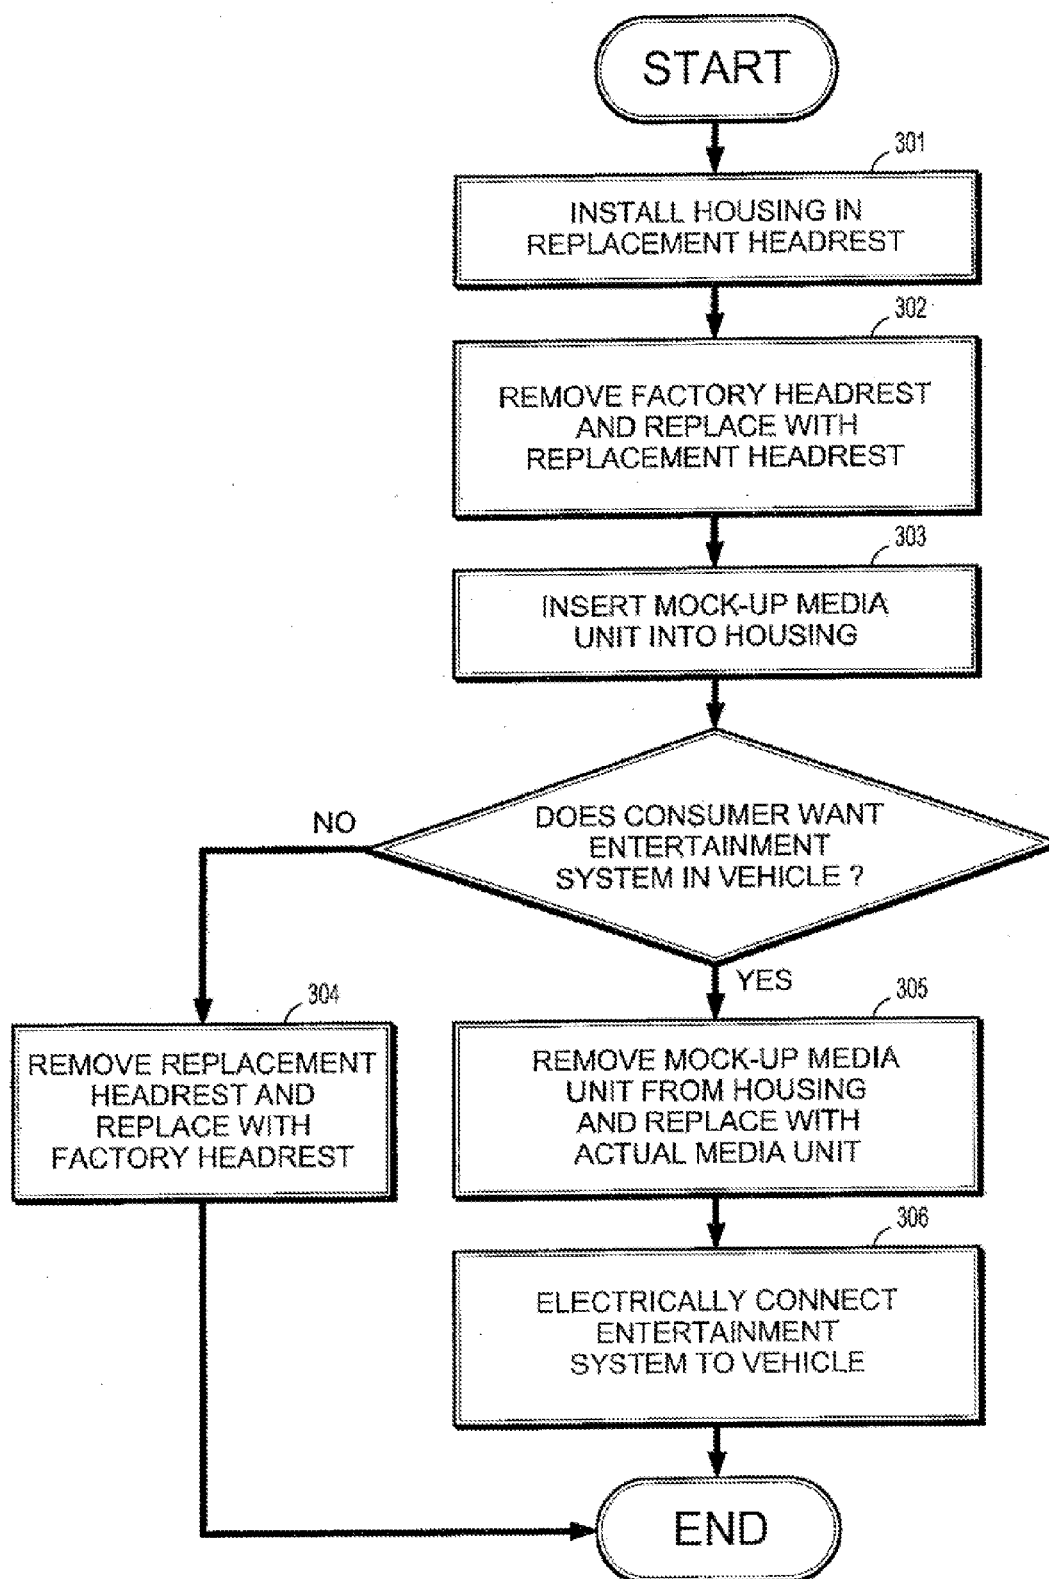 START
301
INSTALL HOUSING IN
REPLACEMENT HEADREST
302
REMOVE FACTORY HEADREST
AND REPLACE WITH
REPLACEMENT HEADREST
303
INSERT MOCK-UP MEDIA
UNIT INTO HOUSING
DOES CONSUMER WANT
ENTERTAINMENT
SYSTEM IN VEHICLE ?
NO
YES
304
REMOVE REPLACEMENT
HEADREST AND
REPLACE WITH
FACTORY HEADREST
305
REMOVE MOCK-UP MEDIA
UNIT FROM HOUSING
AND REPLACE WITH
ACTUAL MEDIA UNIT
306
ELECTRICALLY CONNECT
ENTERTAINMENT
SYSTEM TO VEHICLE
END